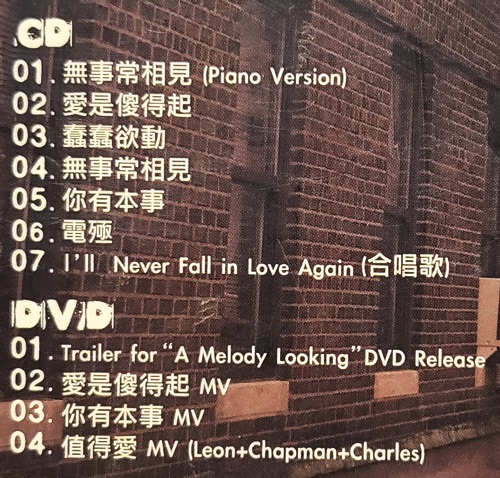 CD
01. 無事常相見 (Piano Version)
02. 愛是傻得起
03. 蠢蠢欲動
04. 無事常相見
05. 你有本事
06. 電殛
07. I'll Never Fall in Love Again (合唱歌)
DVD
01. Trailer for "A Melody Looking" DVD Release
02. 愛是傻得起 MV
03. 你有本事 MV
04. 值得愛 MV (Leon+Chapman+Charles)